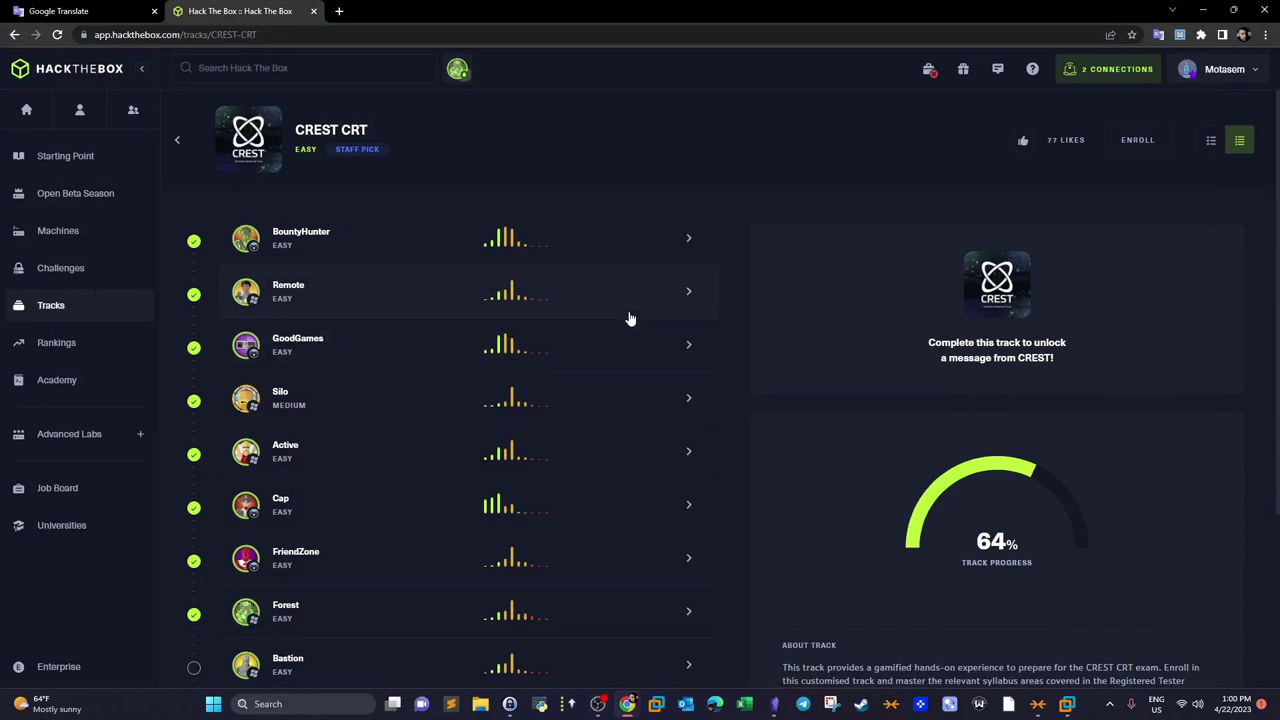 Google Translate
Hack The Box :: Hack The Box
app.hackthebox.com/tracks/CREST-CRT
HACKTHEBOX
Search Hack The Box
2 CONNECTIONS
Motasem
Starting Point
Open Beta Season
Machines
Challenges
Tracks
Rankings
Academy
Advanced Labs
Job Board
Universities
Enterprise
CREST
CREST CRT
EASY
STAFF PICK
77 LIKES
ENROLL
BountyHunter
EASY
Remote
EASY
GoodGames
EASY
Silo
MEDIUM
Active
EASY
Cap
EASY
FriendZone
EASY
Forest
EASY
Bastion
EASY
CREST
Complete this track to unlock
a message from CREST!
64%
TRACK PROGRESS
ABOUT TRACK
This track provides a gamified hands-on experience to prepare for the CREST CRT exam. Enroll in
this customised track and master the relevant syllabus areas covered in the Registered Tester
64°F
Mostly sunny
Search
ENG
US
1:00 PM
4/22/2023